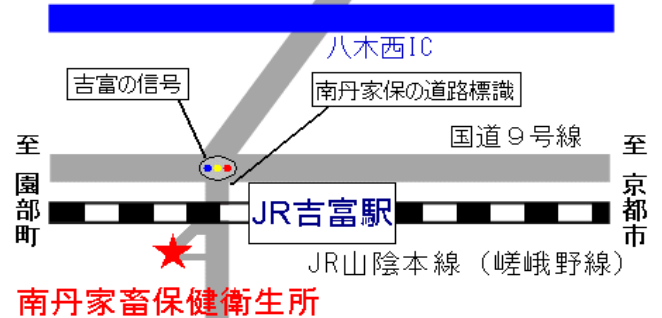 八木西IC
吉富の信号
南丹家保の道路標識
国道9号線
至園部町
至京都市
JR吉富駅
JR山陰本線（嵯峨野線）
南丹家畜保健衛生所